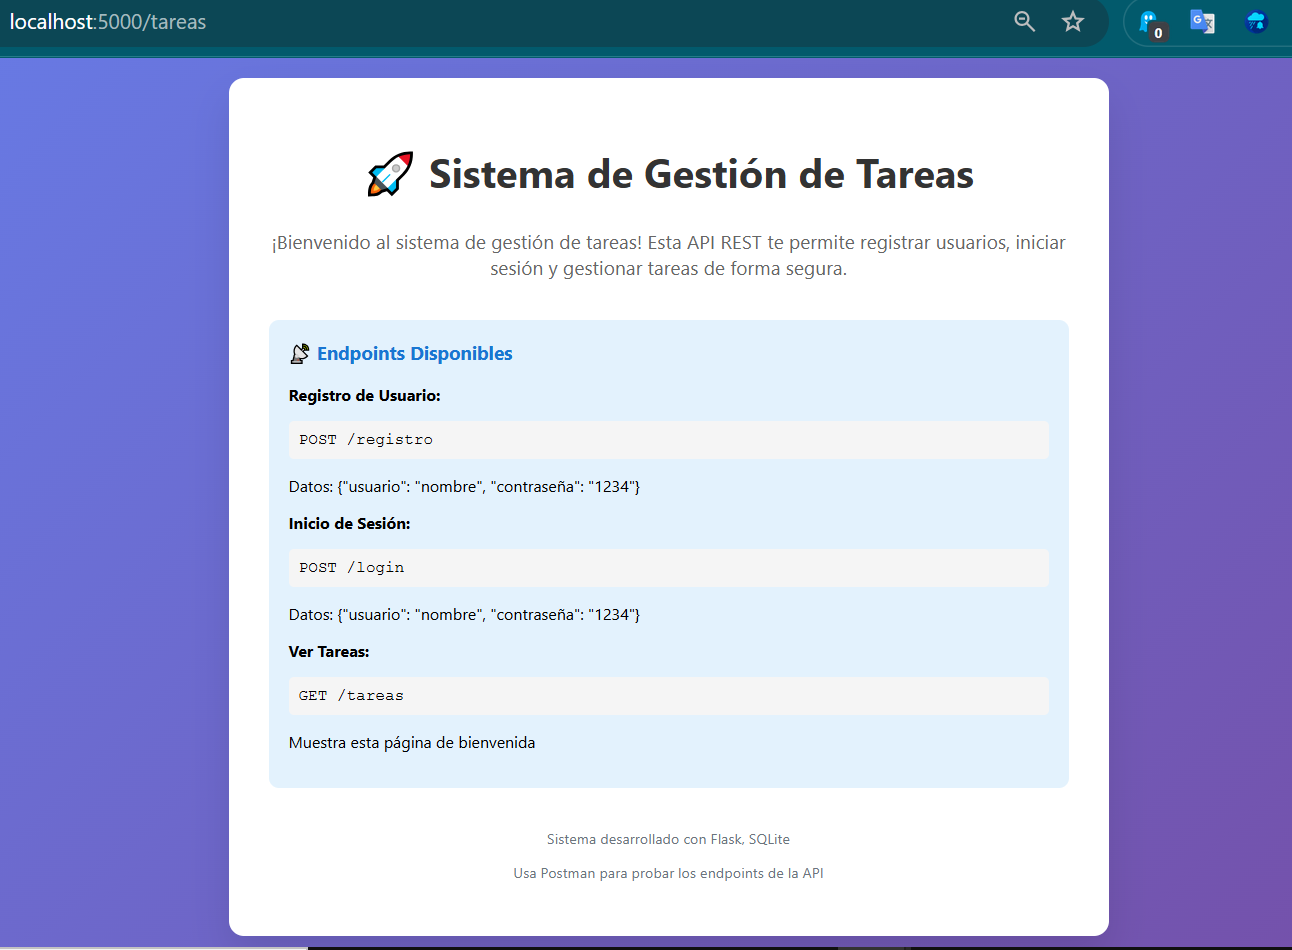 localhost:5000/tareas
0
🚀 Sistema de Gestión de Tareas
¡Bienvenido al sistema de gestión de tareas! Esta API REST te permite registrar usuarios, iniciar
sesión y gestionar tareas de forma segura.
📡 Endpoints Disponibles
Registro de Usuario:
POST /registro
Datos: {"usuario": "nombre", "contraseña": "1234"}
Inicio de Sesión:
POST /login
Datos: {"usuario": "nombre", "contraseña": "1234"}
Ver Tareas:
GET /tareas
Muestra esta página de bienvenida
Sistema desarrollado con Flask, SQLite
Usa Postman para probar los endpoints de la API